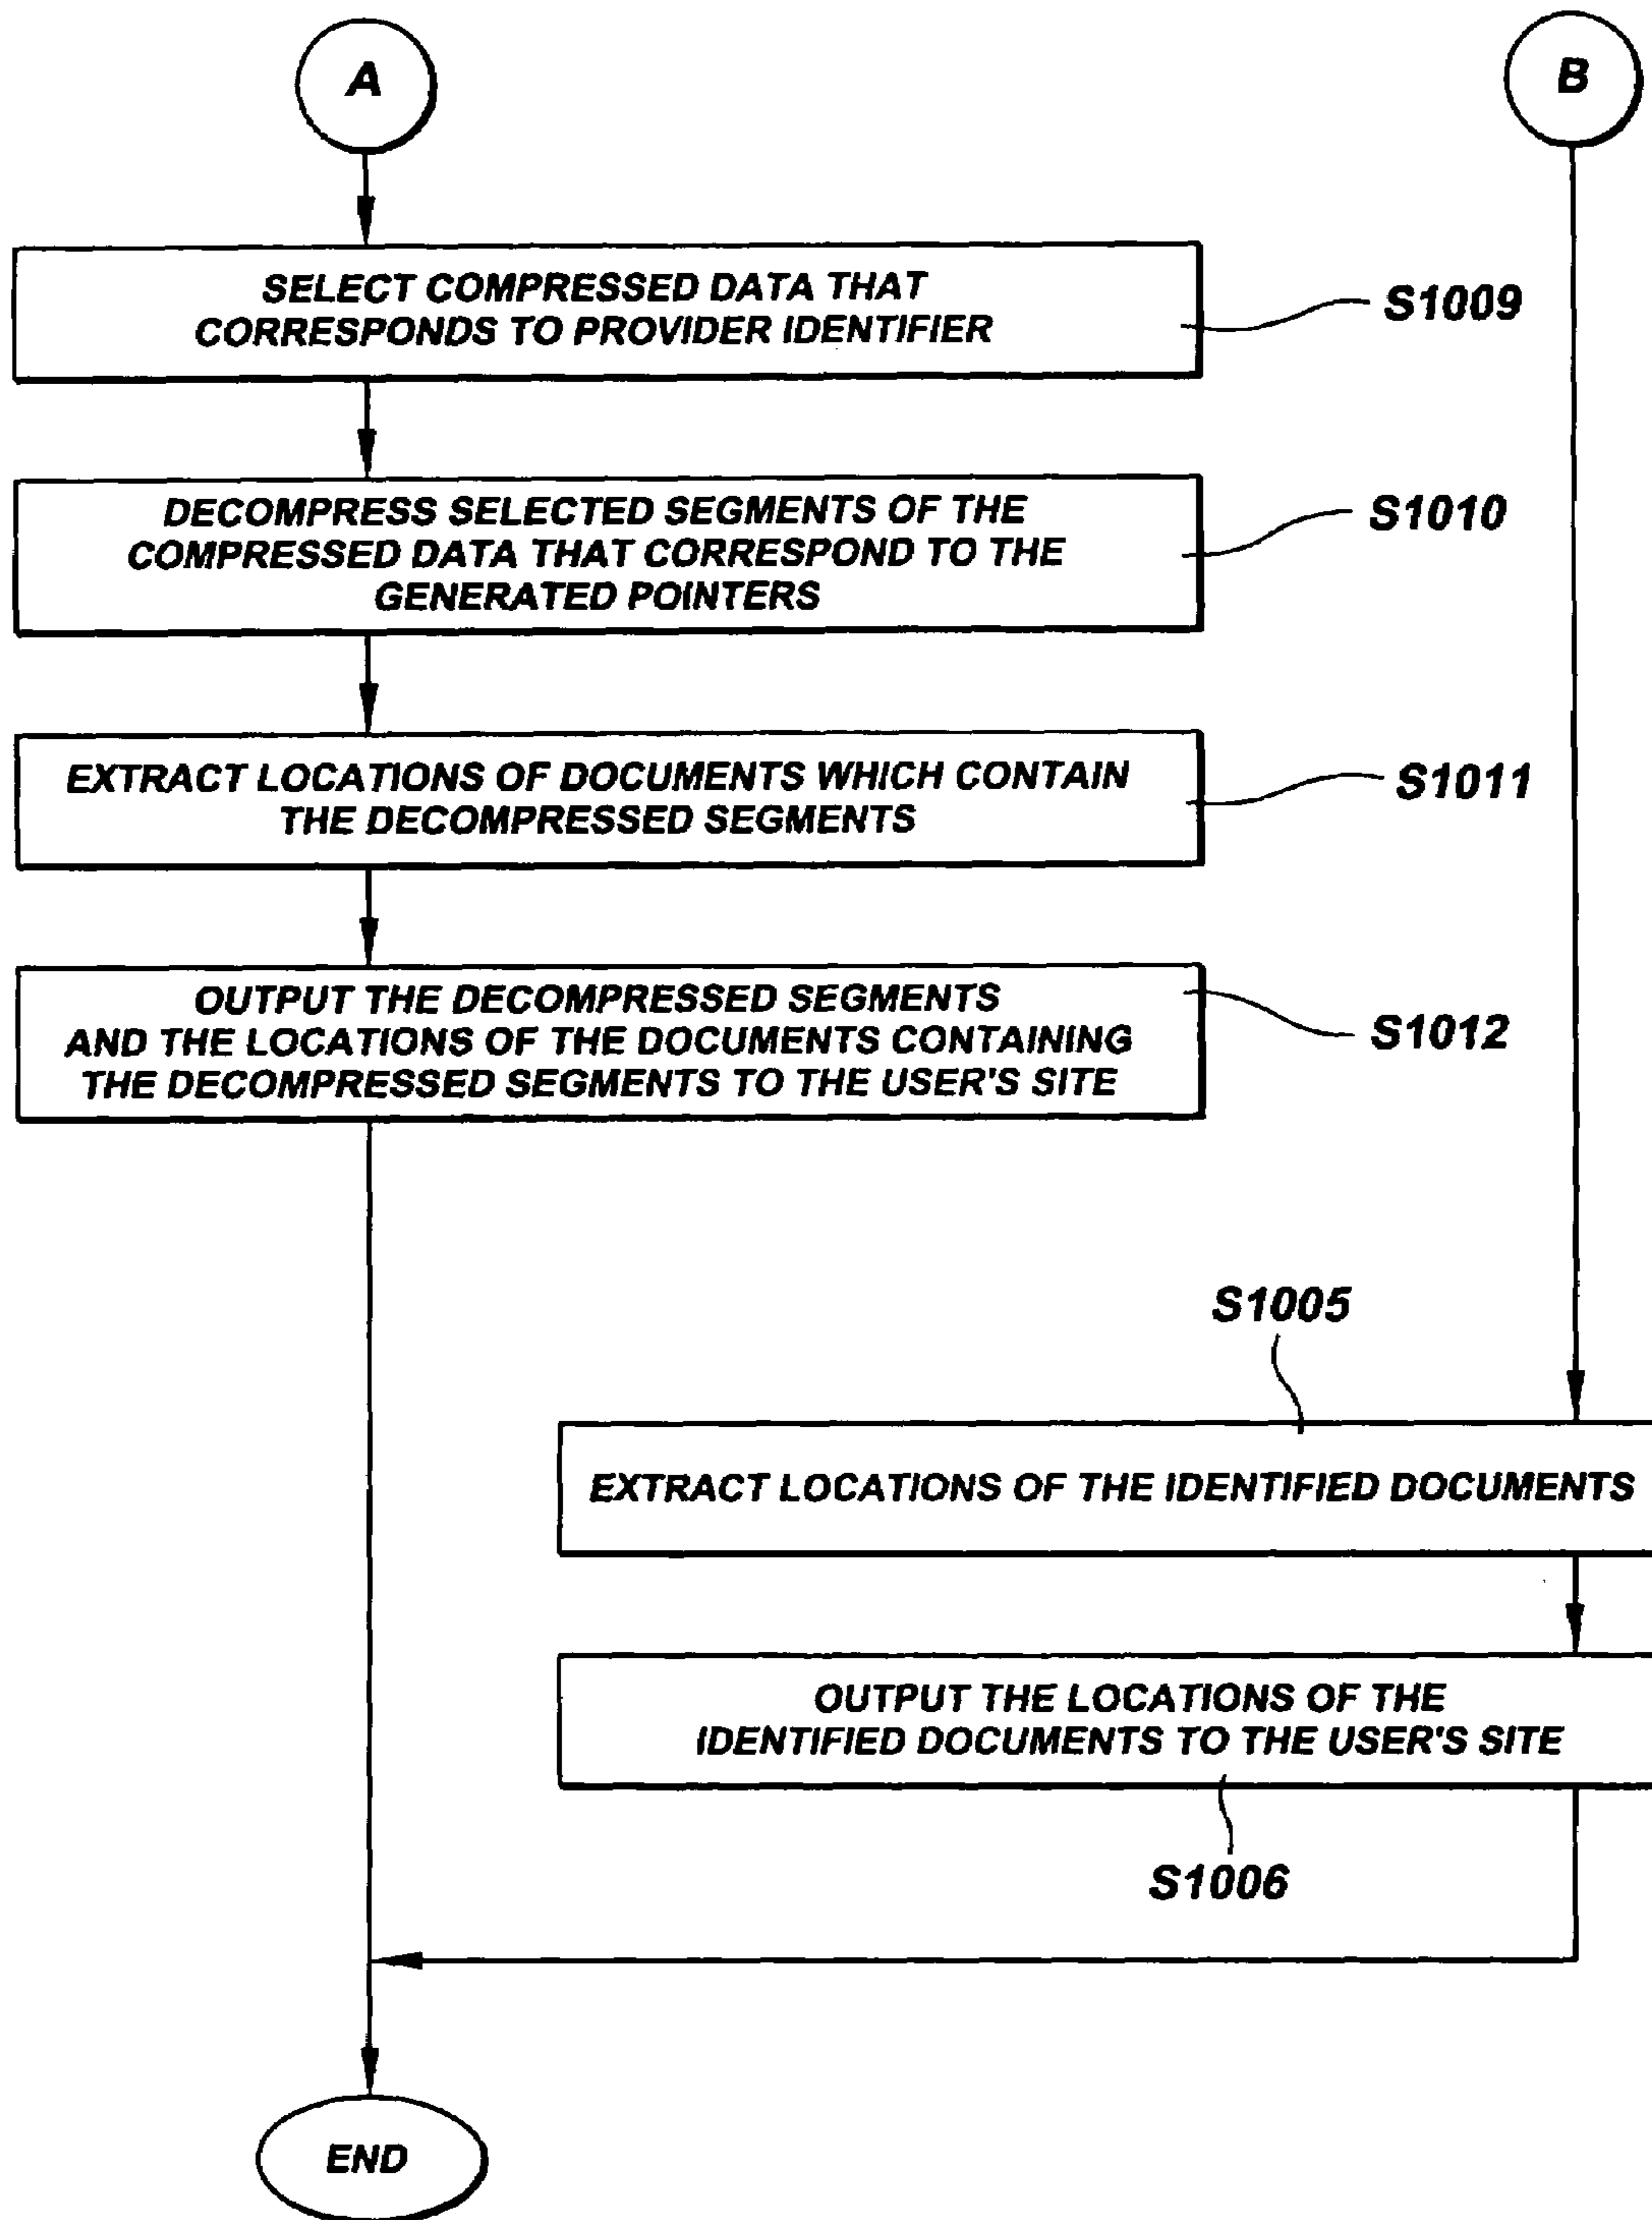 A
B
SELECT COMPRESSED DATA THAT
CORRESPONDS TO PROVIDER IDENTIFIER
S1009
DECOMPRESS SELECTED SEGMENTS OF THE
COMPRESSED DATA THAT CORRESPOND TO THE
GENERATED POINTERS
S1010
EXTRACT LOCATIONS OF DOCUMENTS WHICH CONTAIN
THE DECOMPRESSED SEGMENTS
S1011
OUTPUT THE DECOMPRESSED SEGMENTS
AND THE LOCATIONS OF THE DOCUMENTS CONTAINING
THE DECOMPRESSED SEGMENTS TO THE USER'S SITE
S1012
S1005
EXTRACT LOCATIONS OF THE IDENTIFIED DOCUMENTS
OUTPUT THE LOCATIONS OF THE
IDENTIFIED DOCUMENTS TO THE USER'S SITE
S1006
END